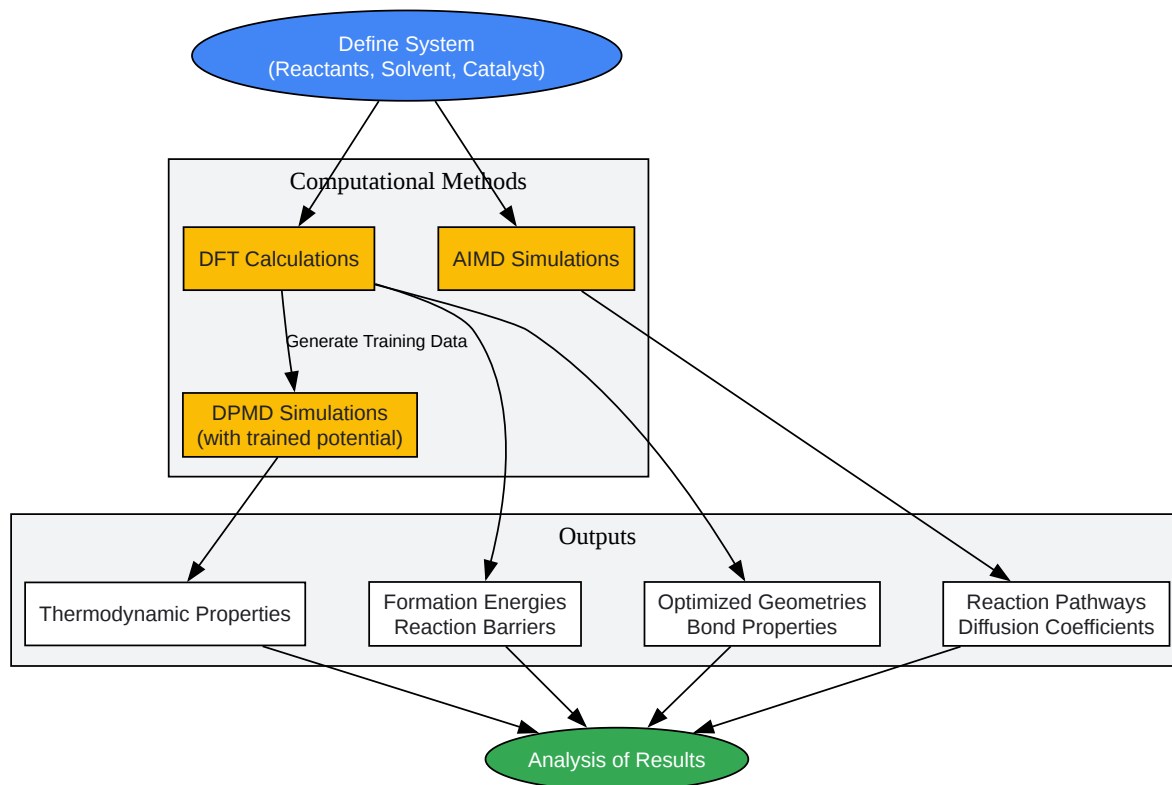 Define System
(Reactants, Solvent, Catalyst)
Computational Methods
DFT Calculations
AIMD Simulations
Generate Training Data
DPMD Simulations
(with trained potential)
Outputs
Thermodynamic Properties
Formation Energies
Reaction Barriers
Optimized Geometries
Bond Properties
Reaction Pathways
Diffusion Coefficients
Analysis of Results